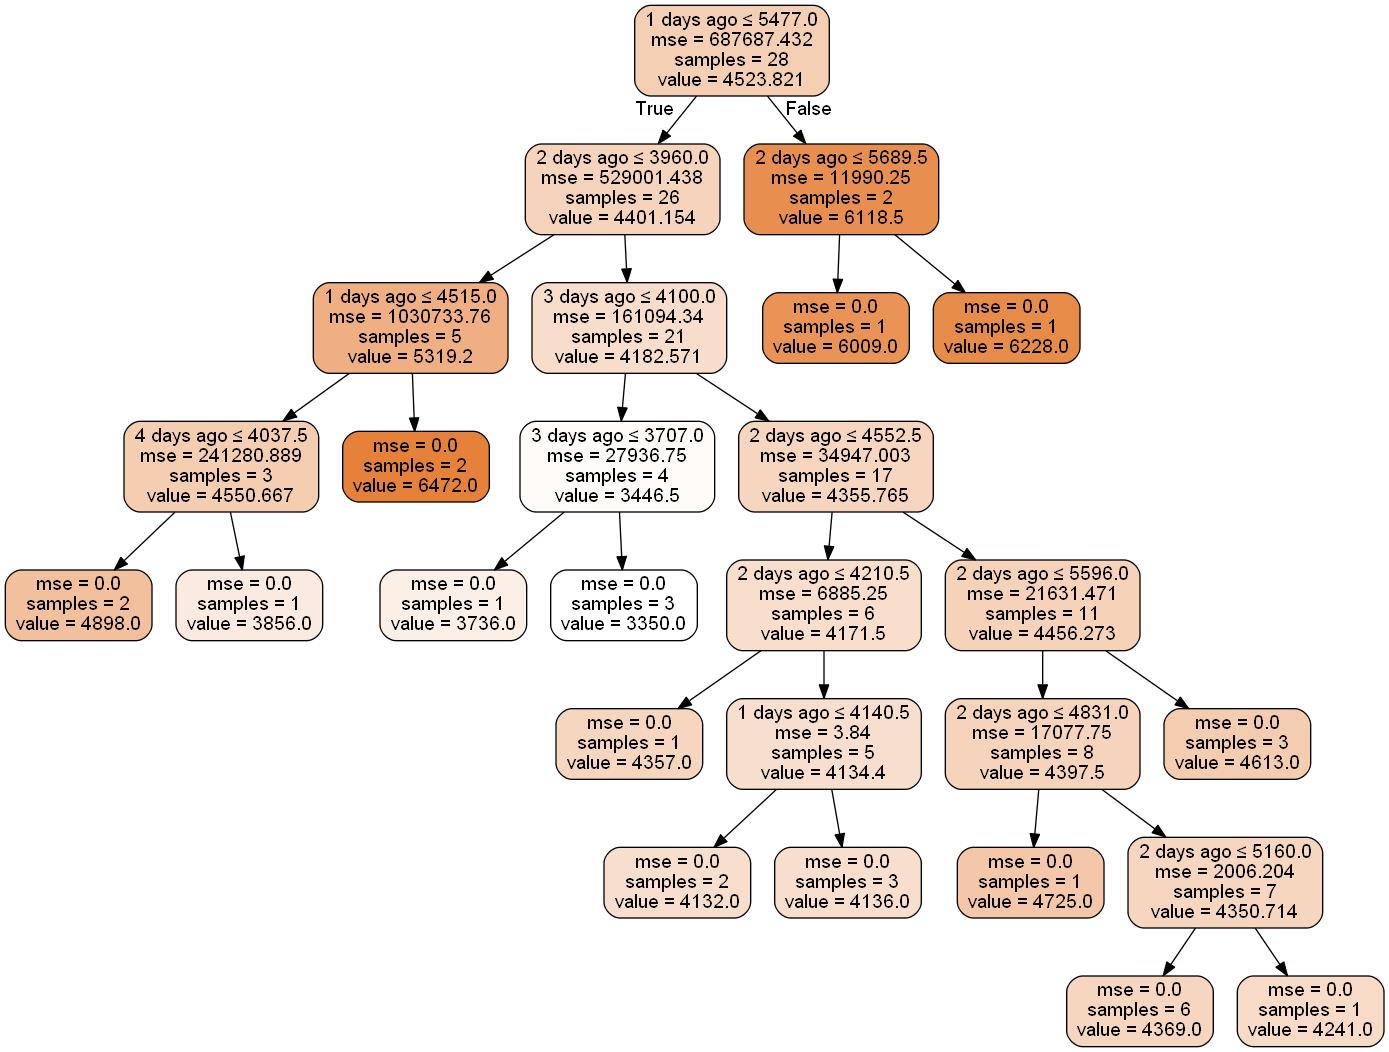 1 days ago ≤ 5477.0
mse = 687687.432
samples = 28
value = 4523.821
True
False
2 days ago ≤ 3960.0
mse = 529001.438
samples = 26
value = 4401.154
2 days ago ≤ 5689.5
mse = 11990.25
samples = 2
value = 6118.5
1 days ago ≤ 4515.0
mse = 1030733.76
samples = 5
value = 5319.2
3 days ago ≤ 4100.0
mse = 161094.34
samples = 21
value = 4182.571
mse = 0.0
samples = 1
value = 6009.0
mse = 0.0
samples = 1
value = 6228.0
4 days ago ≤ 4037.5
mse = 241280.889
samples = 3
value = 4550.667
mse = 0.0
samples = 2
value = 6472.0
3 days ago ≤ 3707.0
mse = 27936.75
samples = 4
value = 3446.5
2 days ago ≤ 4552.5
mse = 34947.003
samples = 17
value = 4355.765
mse = 0.0
samples = 2
value = 4898.0
mse = 0.0
samples = 1
value = 3856.0
mse = 0.0
samples = 1
value = 3736.0
mse = 0.0
samples = 3
value = 3350.0
2 days ago ≤ 4210.5
mse = 6885.25
samples = 6
value = 4171.5
2 days ago ≤ 5596.0
mse = 21631.471
samples = 11
value = 4456.273
mse = 0.0
samples = 1
value = 4357.0
1 days ago ≤ 4140.5
mse = 3.84
samples = 5
value = 4134.4
2 days ago ≤ 4831.0
mse = 17077.75
samples = 8
value = 4397.5
mse = 0.0
samples = 3
value = 4613.0
mse = 0.0
samples = 2
value = 4132.0
mse = 0.0
samples = 3
value = 4136.0
mse = 0.0
samples = 1
value = 4725.0
2 days ago ≤ 5160.0
mse = 2006.204
samples = 7
value = 4350.714
mse = 0.0
samples = 6
value = 4369.0
mse = 0.0
samples = 1
value = 4241.0